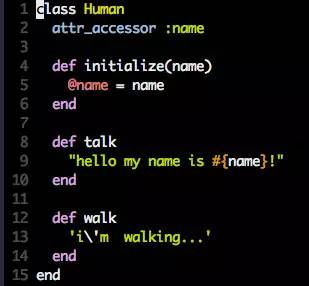 1 class Human
2   attr_accessor :name
3
4   def initialize(name)
5     @name = name
6   end
7
8   def talk
9     "hello my name is #{name}!"
10   end
11
12   def walk
13     'i\'m  walking...'
14   end
15 end